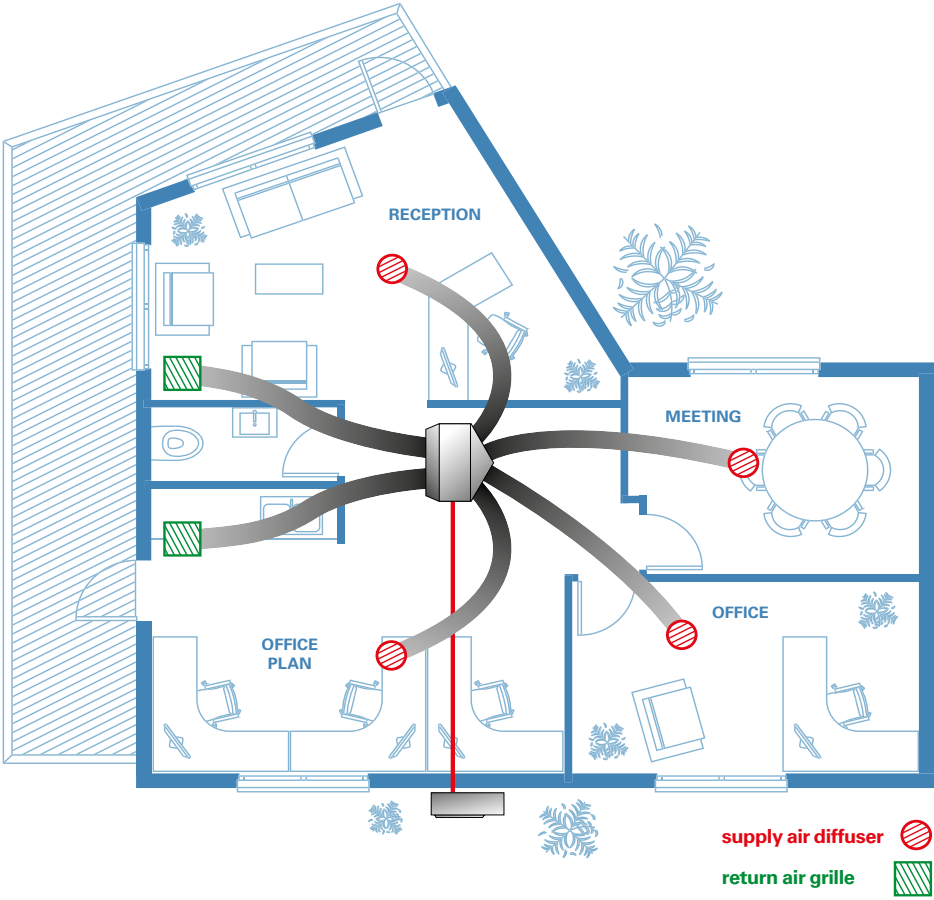 RECEPTION
MEETING
OFFICE
OFFICE
PLAN
supply air diffuser
return air grille